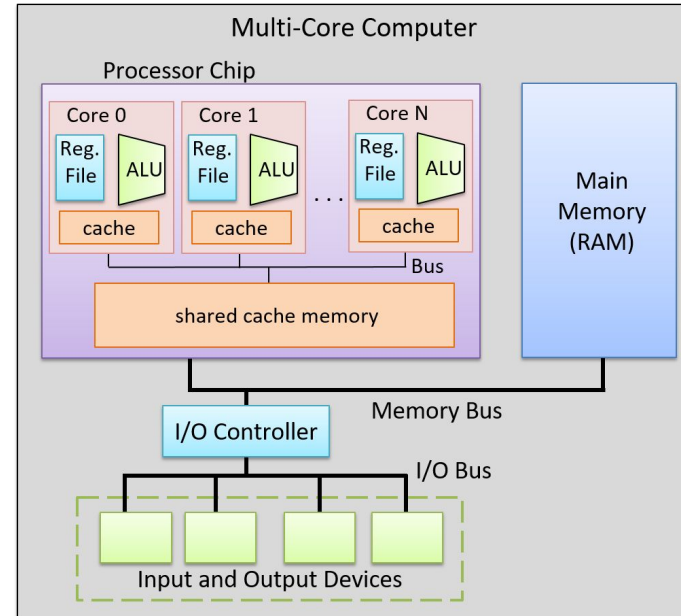 Multi-Core Computer
Processor Chip
Core 0
Reg.
File
ALU
cache
Core 1
Reg.
File
ALU
cache
. . .
Core N
Reg.
File
ALU
cache
Bus
shared cache memory
Main
Memory
(RAM)
Memory Bus
I/O Controller
I/O Bus
Input and Output Devices